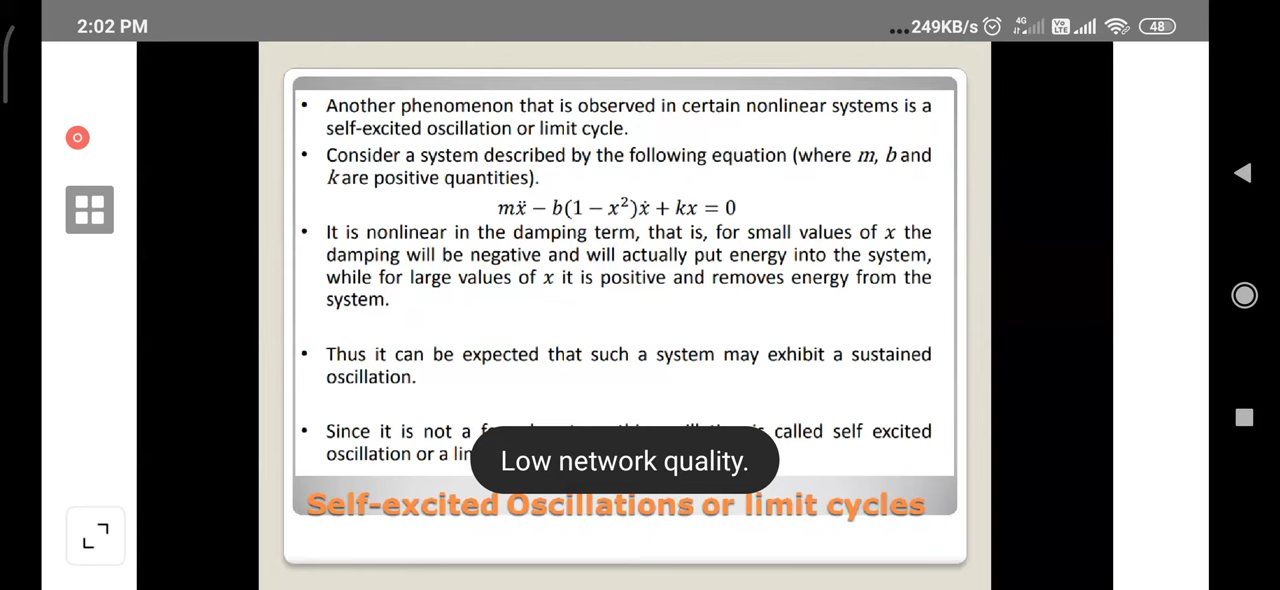 2:02 PM
...249KB/s 4G Vo LTE 48
• Another phenomenon that is observed in certain nonlinear systems is a
self-excited oscillation or limit cycle.
• Consider a system described by the following equation (where m, b and
k are positive quantities).
mẍ − b(1 − x²)ẋ + kx = 0
• It is nonlinear in the damping term, that is, for small values of x the
damping will be negative and will actually put energy into the system,
while for large values of x it is positive and removes energy from the
system.
• Thus it can be expected that such a system may exhibit a sustained
oscillation.
• Since it is not a called self excited
oscillation or a
Low network quality.
Self-excited Oscillations or limit cycles